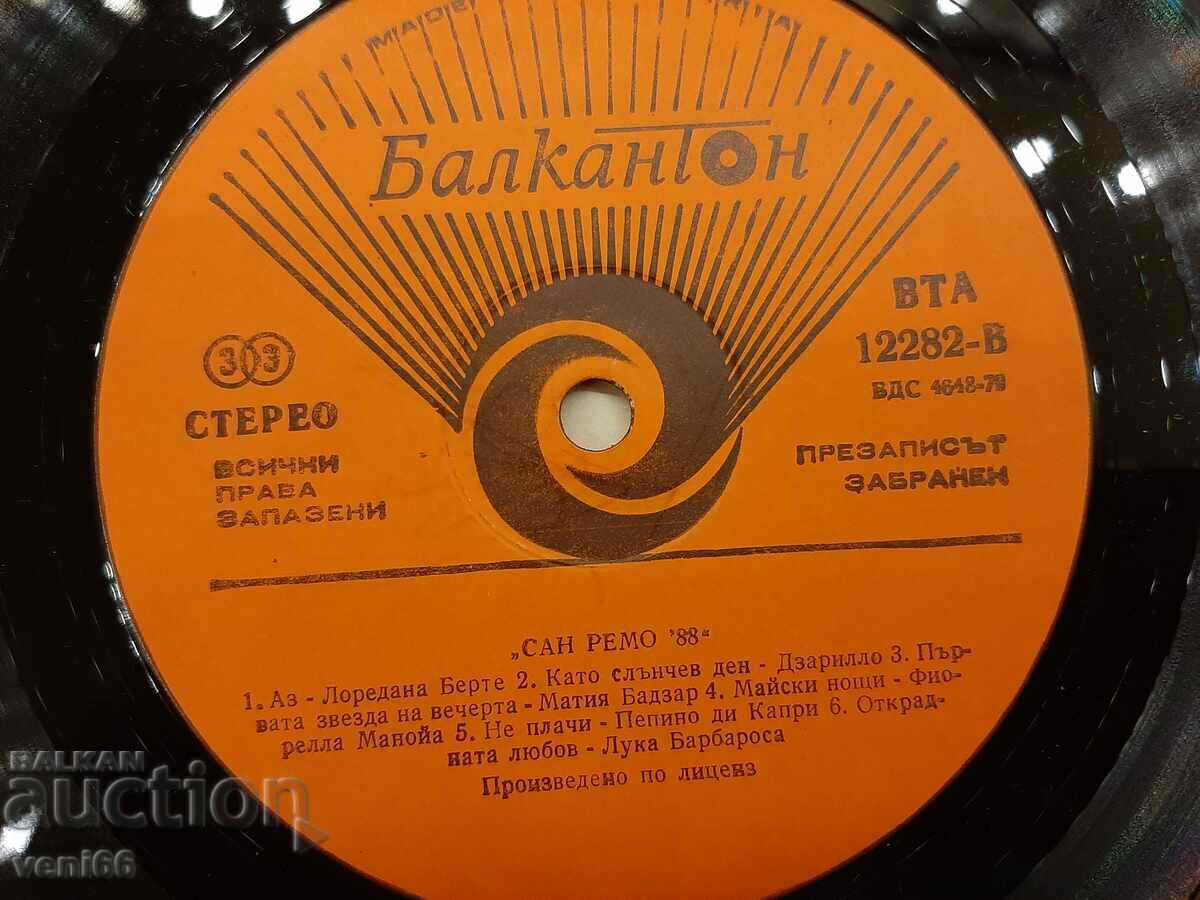 MADE
Балкантон
ВТА
12282-В
ВДС 4648-79
33
СТЕРЕО
ВСИЧНИ
ПРАВА
ЗАПАЗЕНИ
ПРЕЗАПИСЪТ
ЗАБРАНЕН
„САН РЕМО '88“
1. Аз - Лоредана Берте 2. Като слънчев ден - Дзарилло 3. Пър-
вата звезда на вечерта - Матия Бадзар 4. Майски нощи - Фио-
релла Манойа 5. Не плачи - Пепино ди Капри 6. Открад-
ната любов - Лука Барбароса
Произведено по лиценз
BALKAN
auction
veni66